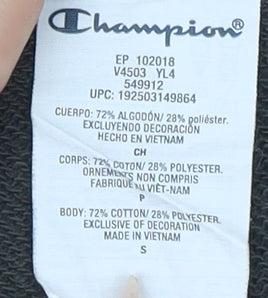 Champion®
EP 102018
V4503 YL4
549912
UPC: 192503149864
CUERPO: 72% ALGODÓN/ 28% poliéster.
EXCLUYENDO DECORACIÓN
HECHO EN VIETNAM
CH
CORPS: 72% COTON/ 28% POLYESTER.
ORNEMENTS NON COMPRIS
FABRIQUÉ AU VIÊT-NAM
P
BODY: 72% COTTON/ 28% POLYESTER
EXCLUSIVE OF DECORATION
MADE IN VIETNAM
S